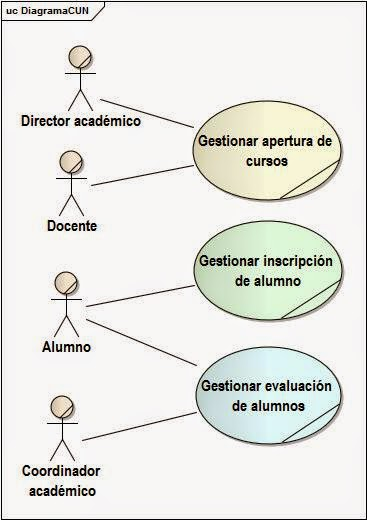 uc DiagramaCUN
Director académico
Gestionar apertura de
cursos
Docente
Gestionar inscripción
de alumno
Alumno
Gestionar evaluación
de alumnos
Coordinador
académico